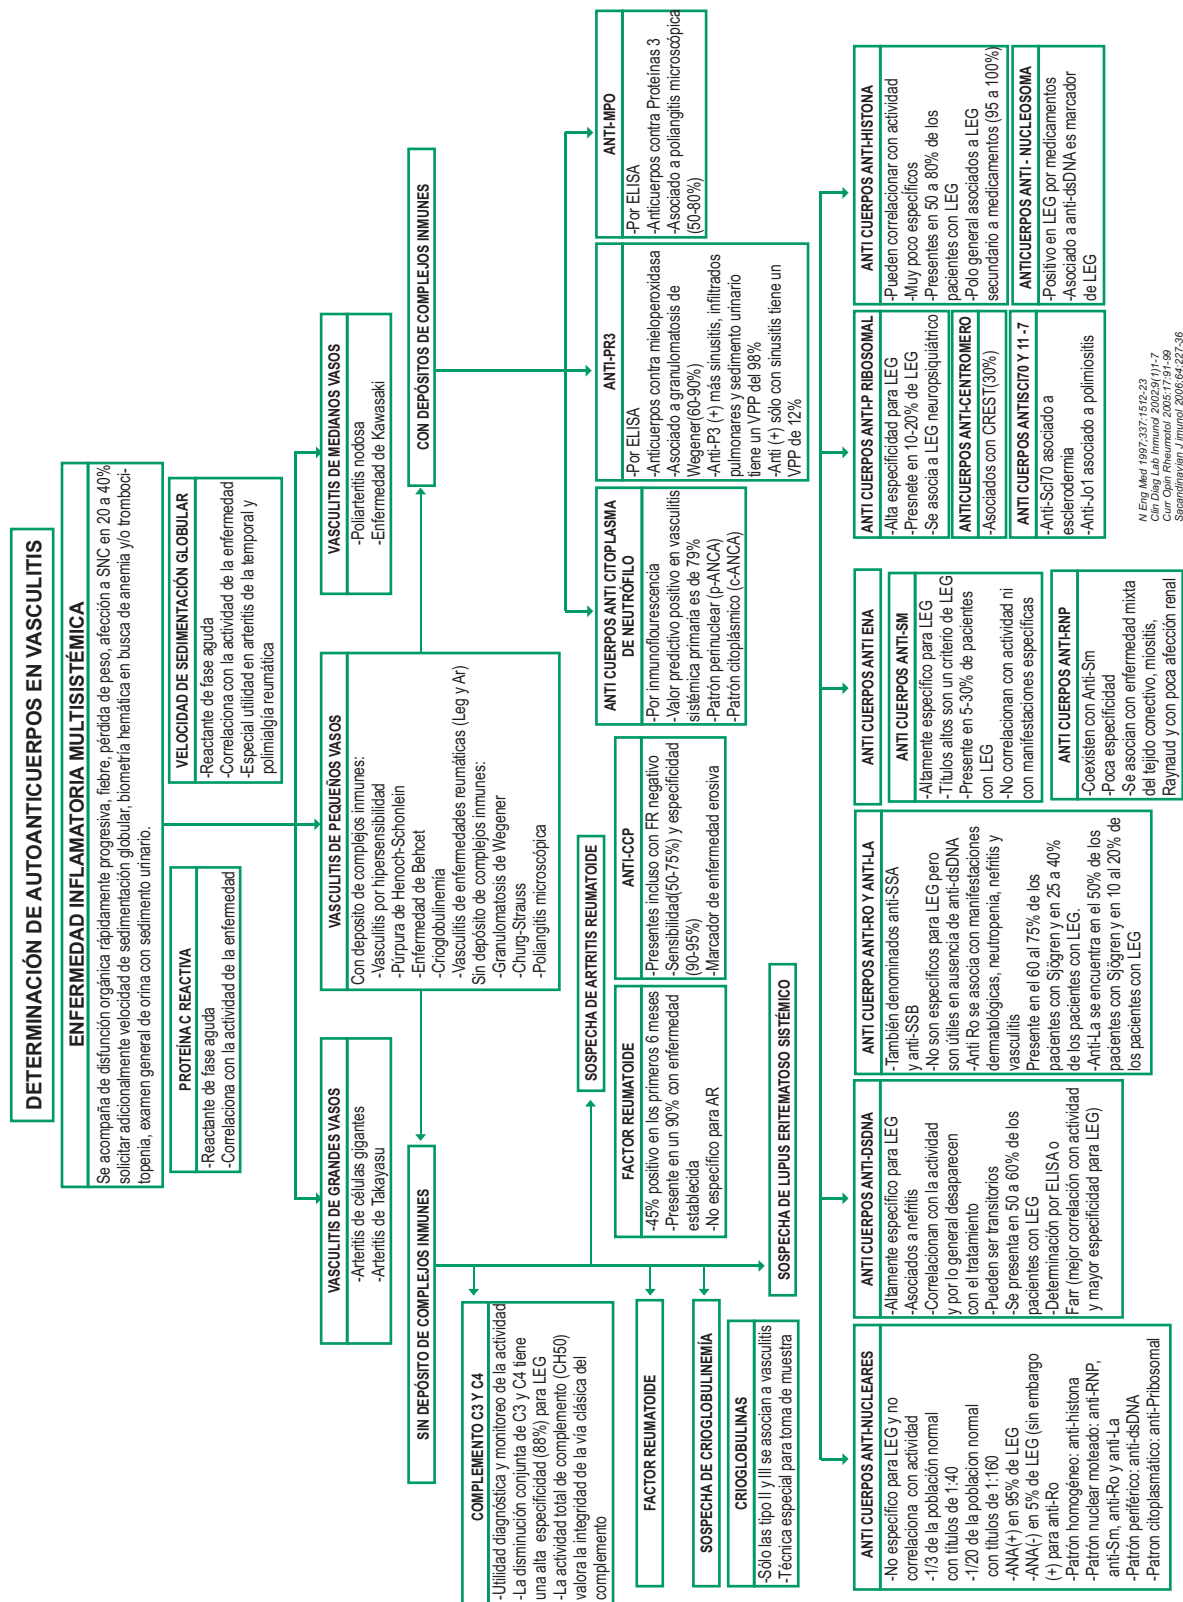 DETERMINACIÓN DE AUTOANTICUERPOS EN VASCULITIS
ENFERMEDAD INFLAMATORIA MULTISISTÉMICA
Se acompaña de disfunción orgánica rápidamente progresiva, fiebre, pérdida de peso, afección a SNC en 20 a 40%
solicitar adicionalmente velocidad de sedimentación globular, biometría hemática en busca de anemia y/o tromboci-
topenia, examen general de orina con sedimento urinario.
PROTEÍNA C REACTIVA
-Reactante de fase aguda
-Correlaciona con la actividad de la enfermedad
VELOCIDAD DE SEDIMENTACIÓN GLOBULAR
-Reactante de fase aguda
-Correlaciona con la actividad de la enfermedad
-Especial utilidad en arteritis de la temporal y
polimialgía reumática
VASCULITIS DE GRANDES VASOS
-Arteritis de células gigantes
-Arteritis de Takayasu
VASCULITIS DE PEQUEÑOS VASOS
Con deposito de complejos inmunes:
-Vasculitis por hipersensibilidad
-Púrpura de Henoch-Schonlein
-Enfermedad de Behcet
-Crioglobulinemia
-Vasculitis de enfermedades reumáticas (Leg y Ar)
Sin depósito de complejos inmunes:
-Granulomatosis de Wegener
-Churg-Strauss
-Poliangitis microscópica
VASCULITIS DE MEDIANOS VASOS
-Poliarteritis nodosa
-Enfermedad de Kawasaki
SIN DEPÓSITO DE COMPLEJOS INMUNES
CON DEPÓSITOS DE COMPLEJOS INMUNES
COMPLEMENTO C3 Y C4
-Utilidad diagnóstica y monitoreo de la actividad
-La disminución conjunta de C3 y C4 tiene
una alta especificidad (88%) para LEG
-La actividad total de complemento (CH50)
valora la integridad de la vía clásica del
complemento
FACTOR REUMATOIDE
SOSPECHA DE CRIOGLOBULINEMÍA
CRIOGLOBULINAS
-Sólo las tipo II y III se asocian a vasculitis
-Técnica especial para toma de muestra
SOSPECHA DE ARTRITIS REUMATOIDE
FACTOR REUMATOIDE
-45% positivo en los primeros 6 meses
-Presente en un 90% con enfermedad
establecida
-No específico para AR
ANTI-CCP
-Presentes incluso con FR negativo
-Sensibilidad(50-75%) y especificidad
(90-95%)
-Marcador de enfermedad erosiva
SOSPECHA DE LUPUS ERITEMATOSO SISTÉMICO
ANTI CUERPOS ANTI CITOPLASMA
DE NEUTRÓFILO
-Por inmunoflourescencia
-Valor predictivo positivo en vasculitis
sistémica primaria es de 79%
-Patrón perinuclear (p-ANCA)
-Patrón citoplásmico (c-ANCA)
ANTI-PR3
-Por ELISA
-Anticuerpos contra mieloperoxidasa
-Asociado a granulomatosis de
Wegener(60-90%)
-Anti-P3 (+) más sinusitis, infiltrados
pulmonares y sedimento urinario
tiene un VPP del 98%
-Anti (+) sólo con sinusitis tiene un
VPP de 12%
ANTI-MPO
-Por ELISA
-Anticuerpos contra Proteínas 3
-Asociado a poliangitis microscópica
(50-80%)
ANTI CUERPOS ANTI-NUCLEARES
-No específico para LEG y no
correlaciona con actividad
-1/3 de la población normal
con títulos de 1:40
-1/20 de la poblacion normal
con títulos de 1:160
-ANA(+) en 95% de LEG
-ANA(-) en 5% de LEG (sin embargo
(+) para anti-Ro
-Patrón homogéneo: anti-histona
-Patrón nuclear moteado: anti-RNP,
anti-Sm, anti-Ro y anti-La
-Patrón periférico: anti-dsDNA
-Patron citoplasmático: anti-Pribosomal
ANTI CUERPOS ANTI-DSDNA
-Altamente específico para LEG
-Asociados a nefritis
-Correlacionan con la actividad
y por lo general desaparecen
con el tratamiento
-Pueden ser transitorios
-Se presenta en 50 a 60% de los
pacientes con LEG
-Determinación por ELISA o
Farr (mejor correlación con actividad
y mayor especificidad para LEG)
ANTI CUERPOS ANTI-RO Y ANTI-LA
-También denominados anti-SSA
y anti-SSB
-No son específicos para LEG pero
son útiles en ausencia de anti-dsDNA
-Anti Ro se asocia con manifestaciones
dermatológicas, neutropenia, nefritis y
vasculitis
Presente en el 60 al 75% de los
pacientes con Sjögren y en 25 a 40%
de los pacientes con LEG.
-Anti-La se encuentra en el 50% de los
pacientes con Sjögren y en 10 al 20% de
los pacientes con LEG
ANTI CUERPOS ANTI ENA
ANTI CUERPOS ANTI-SM
-Altamente específico para LEG
-Títulos altos son un criterio de LEG
-Presente en 5-30% de pacientes
con LEG
-No correlacionan con actividad ni
con manifestaciones específicas
ANTI CUERPOS ANTI-RNP
-Coexisten con Anti-Sm
-Poca especificidad
-Se asocian con enfermedad mixta
del tejido conectivo, miositis,
Raynaud y con poca afección renal
ANTI CUERPOS ANTI-P RIBOSOMAL
-Alta especificidad para LEG
-Presnete en 10-20% de LEG
-Se asocia a LEG neuropsiquiátrico
ANTICUERPOS ANTI-CENTROMERO
-Asociados con CREST(30%)
ANTI CUERPOS ANTISCl70 Y 11 -7
-Anti-Scl70 asociado a
esclerodermia
-Anti-Jo1 asociado a polimiositis
ANTI CUERPOS ANTI-HISTONA
-Pueden correlacionar con actividad
-Muy poco específicos
-Presentes en 50 a 80% de los
pacientes con LEG
-Polo general asociados a LEG
secundario a medicamentos (95 a 100%)
ANTICUERPOS ANTI - NUCLEOSOMA
-Positivo en LEG por medicamentos
-Asociado a anti-dsDNA es marcador
de LEG
N Eng Med 1997;337:1512-23
Clin Diag Lab Inmunol 2002;9(1)1-7
Curr Opin Rheumotol 2005:17:91-99
Sacandinavian J imunol 2006;64:227-36